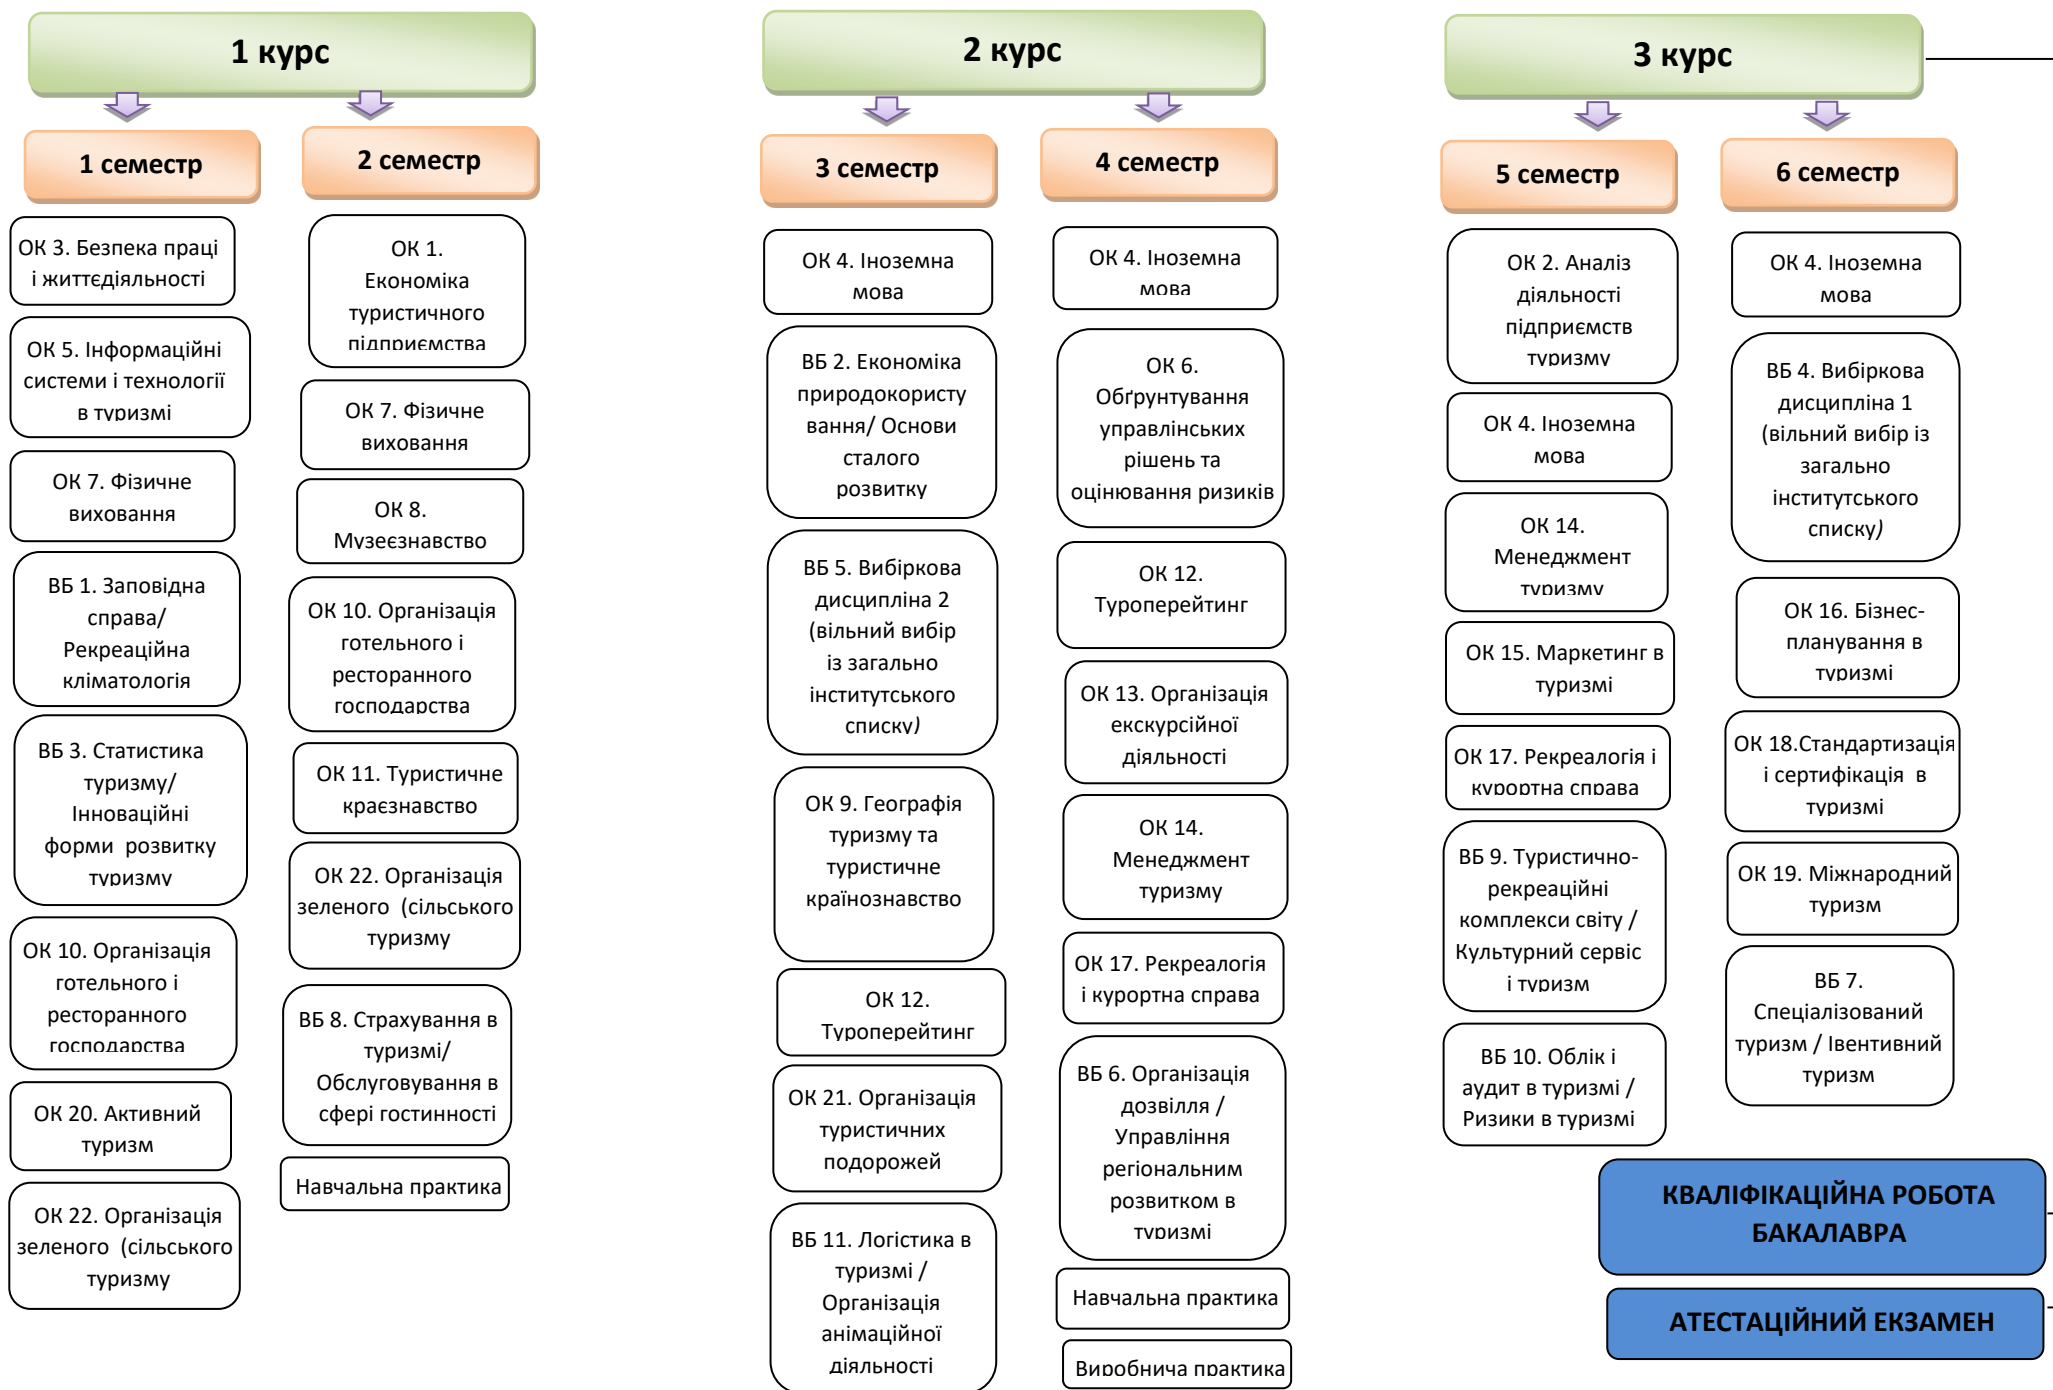 1 курс
1 семестр
ОК 3. Безпека праці
і життєдіяльності
ОК 5. Інформаційні
системи і технології
в туризмі
ОК 7. Фізичне
виховання
ВБ 1. Заповідна
справа/
Рекреаційна
кліматологія
ВБ 3. Статистика
туризму/
Інноваційні
форми розвитку
туризму
ОК 10. Організація
готельного і
ресторанного
господарства
ОК 20. Активний
туризм
ОК 22. Організація
зеленого (сільського
туризму
2 семестр
ОК 1.
Економіка
туристичного
підприємства
ОК 7. Фізичне
виховання
ОК 8.
Музеєзнавство
ОК 10. Організація
готельного і
ресторанного
господарства
ОК 11. Туристичне
краєзнавство
ОК 22. Організація
зеленого (сільського
туризму
ВБ 8. Страхування в
туризмі/
Обслуговування в
сфері гостинності
Навчальна практика
2 курс
3 семестр
ОК 4. Іноземна
мова
ВБ 2. Економіка
природокористу
вання/ Основи
сталого
розвитку
ВБ 5. Вибіркова
дисципліна 2
(вільний вибір
із загально
інститутського
списку)
ОК 9. Географія
туризму та
туристичне
країнознавство
ОК 12.
Туроперейтинг
ОК 21. Організація
туристичних
подорожей
ВБ 11. Логістика в
туризмі /
Організація
анімаційної
діяльності
4 семестр
ОК 4. Іноземна
мова
ОК 6.
Обґрунтування
управлінських
рішень та
оцінювання ризиків
ОК 12.
Туроперейтинг
ОК 13. Організація
екскурсійної
діяльності
ОК 14.
Менеджмент
туризму
ОК 17. Рекреалогія
і курортна справа
ВБ 6. Організація
дозвілля /
Управління
регіональним
розвитком в
туризмі
Навчальна практика
Виробнича практика
3 курс
5 семестр
ОК 2. Аналіз
діяльності
підприємств
туризму
ОК 4. Іноземна
мова
ОК 14.
Менеджмент
туризму
ОК 15. Маркетинг в
туризмі
ОК 17. Рекреалогія і
курортна справа
ВБ 9. Туристично-
рекреаційні
комплекси світу /
Культурний сервіс
і туризм
ВБ 10. Облік і
аудит в туризмі /
Ризики в туризмі
6 семестр
ОК 4. Іноземна
мова
ВБ 4. Вибіркова
дисципліна 1
(вільний вибір із
загально
інститутського
списку)
ОК 16. Бізнес-
планування в
туризмі
ОК 18.Стандартизація
і сертифікація в
туризмі
ОК 19. Міжнародний
туризм
ВБ 7.
Спеціалізований
туризм / Івентивний
туризм
КВАЛІФІКАЦІЙНА РОБОТА
БАКАЛАВРА
АТЕСТАЦІЙНИЙ ЕКЗАМЕН